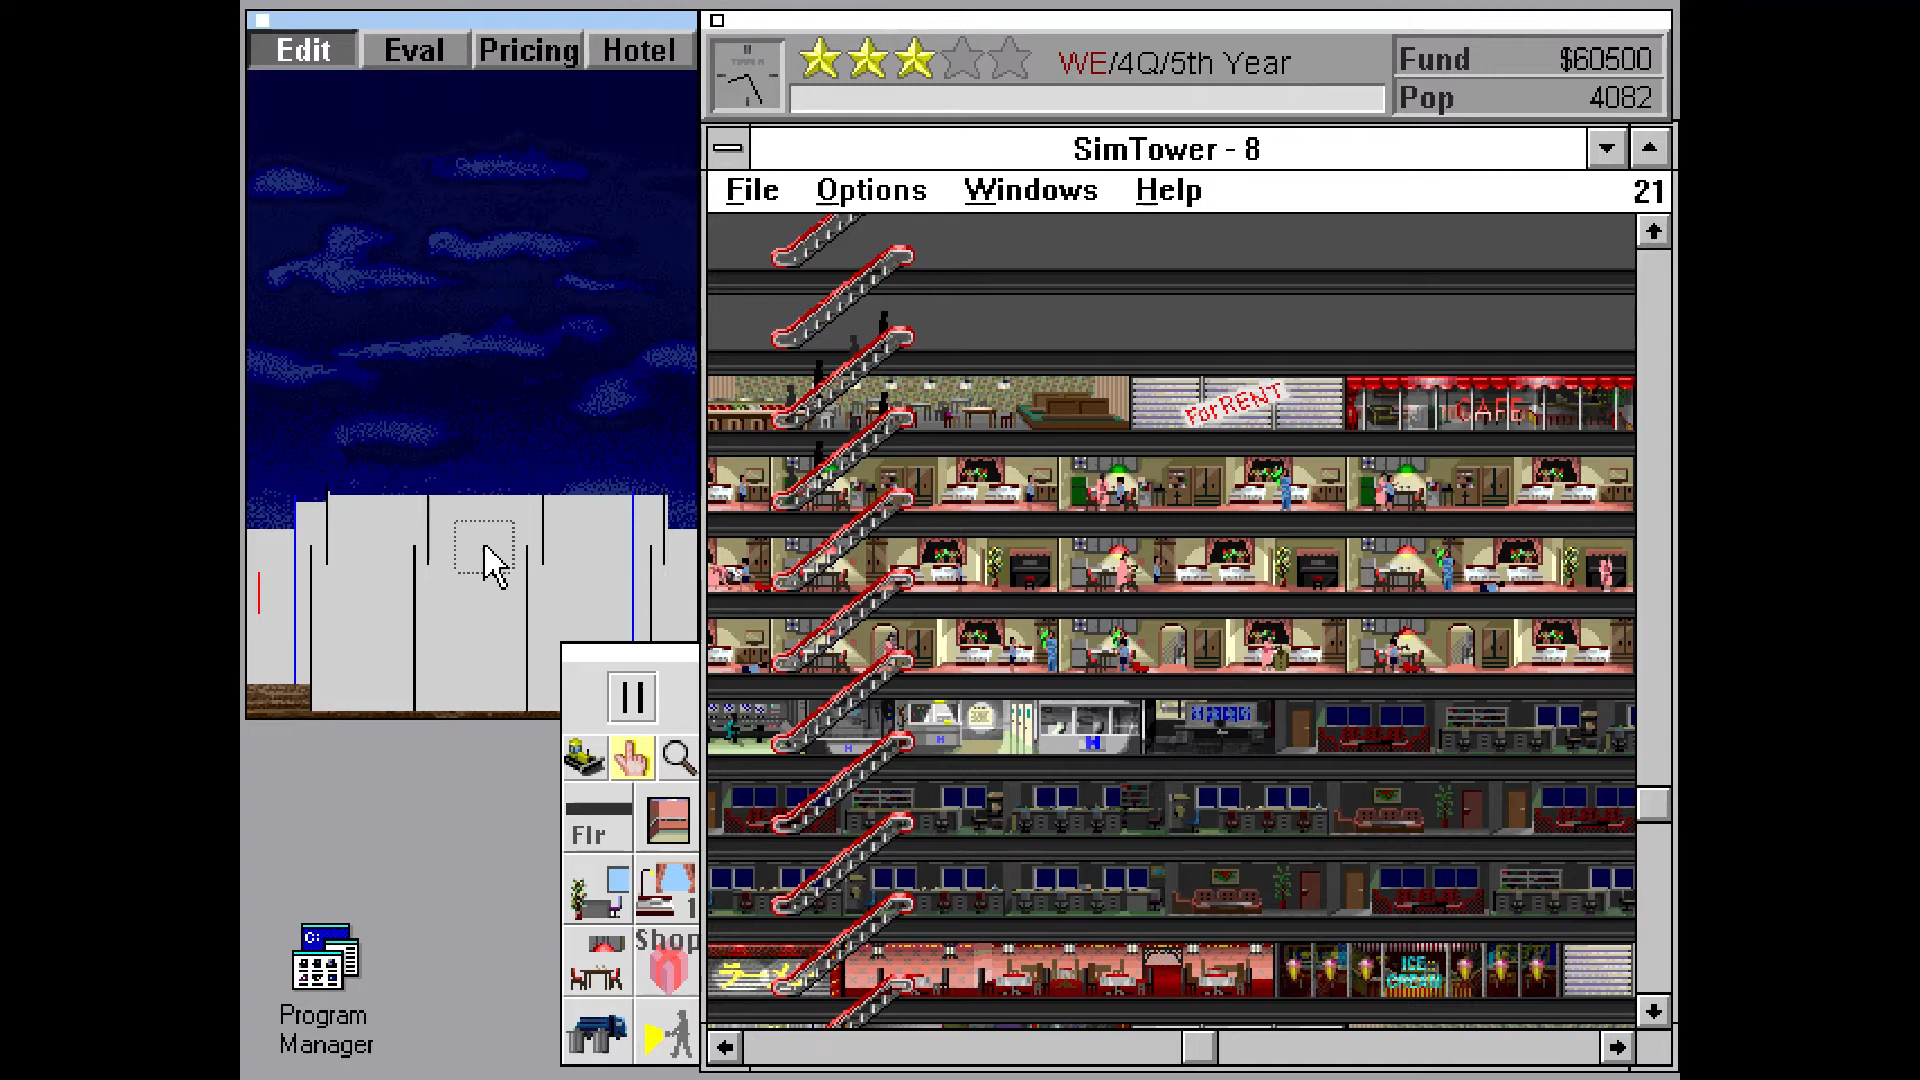 Edit Eval Pricing Hotel
WE/4Q/5th Year
Fund $60500
Pop 4082
SimTower - 8
File Options Windows Help 21
For RENT
CAFE
H
H
H
Flr
1
Shop
ICE
CREAM
C:
Program
Manager